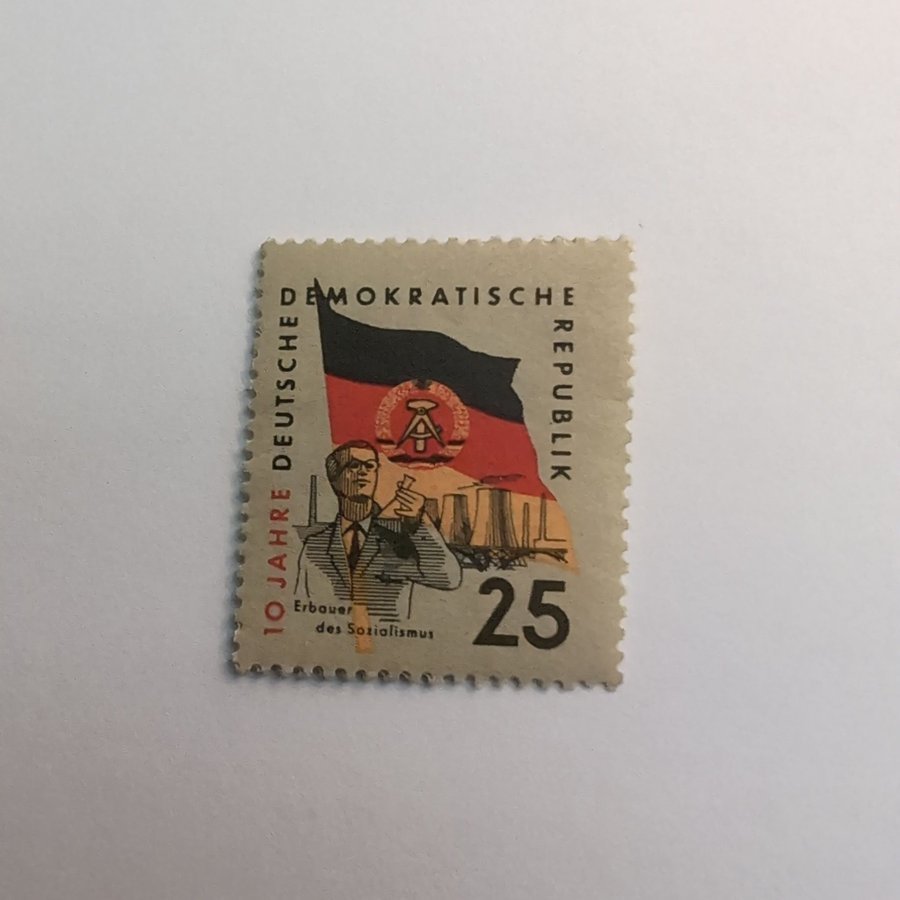 10 JAHRE DEUTSCHE
DEMOKRATISCHE
REPUBLIK
Erbauer
des Sozialismus
25